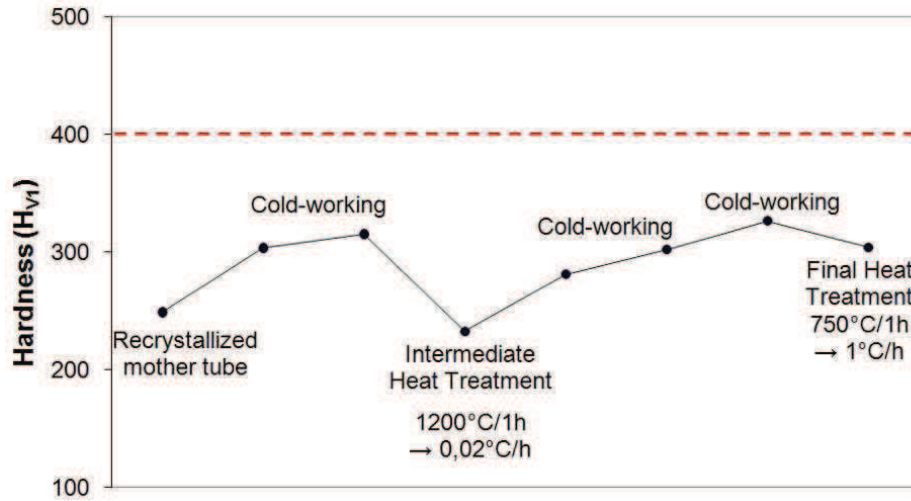 500
400
300
200
100
Hardness (HV1)
Recrystallized
mother tube
Cold-working
Intermediate
Heat Treatment
1200°C/1h
→ 0,02°C/h
Cold-working
Cold-working
Final Heat
Treatment
750°C/1h
→ 1°C/h